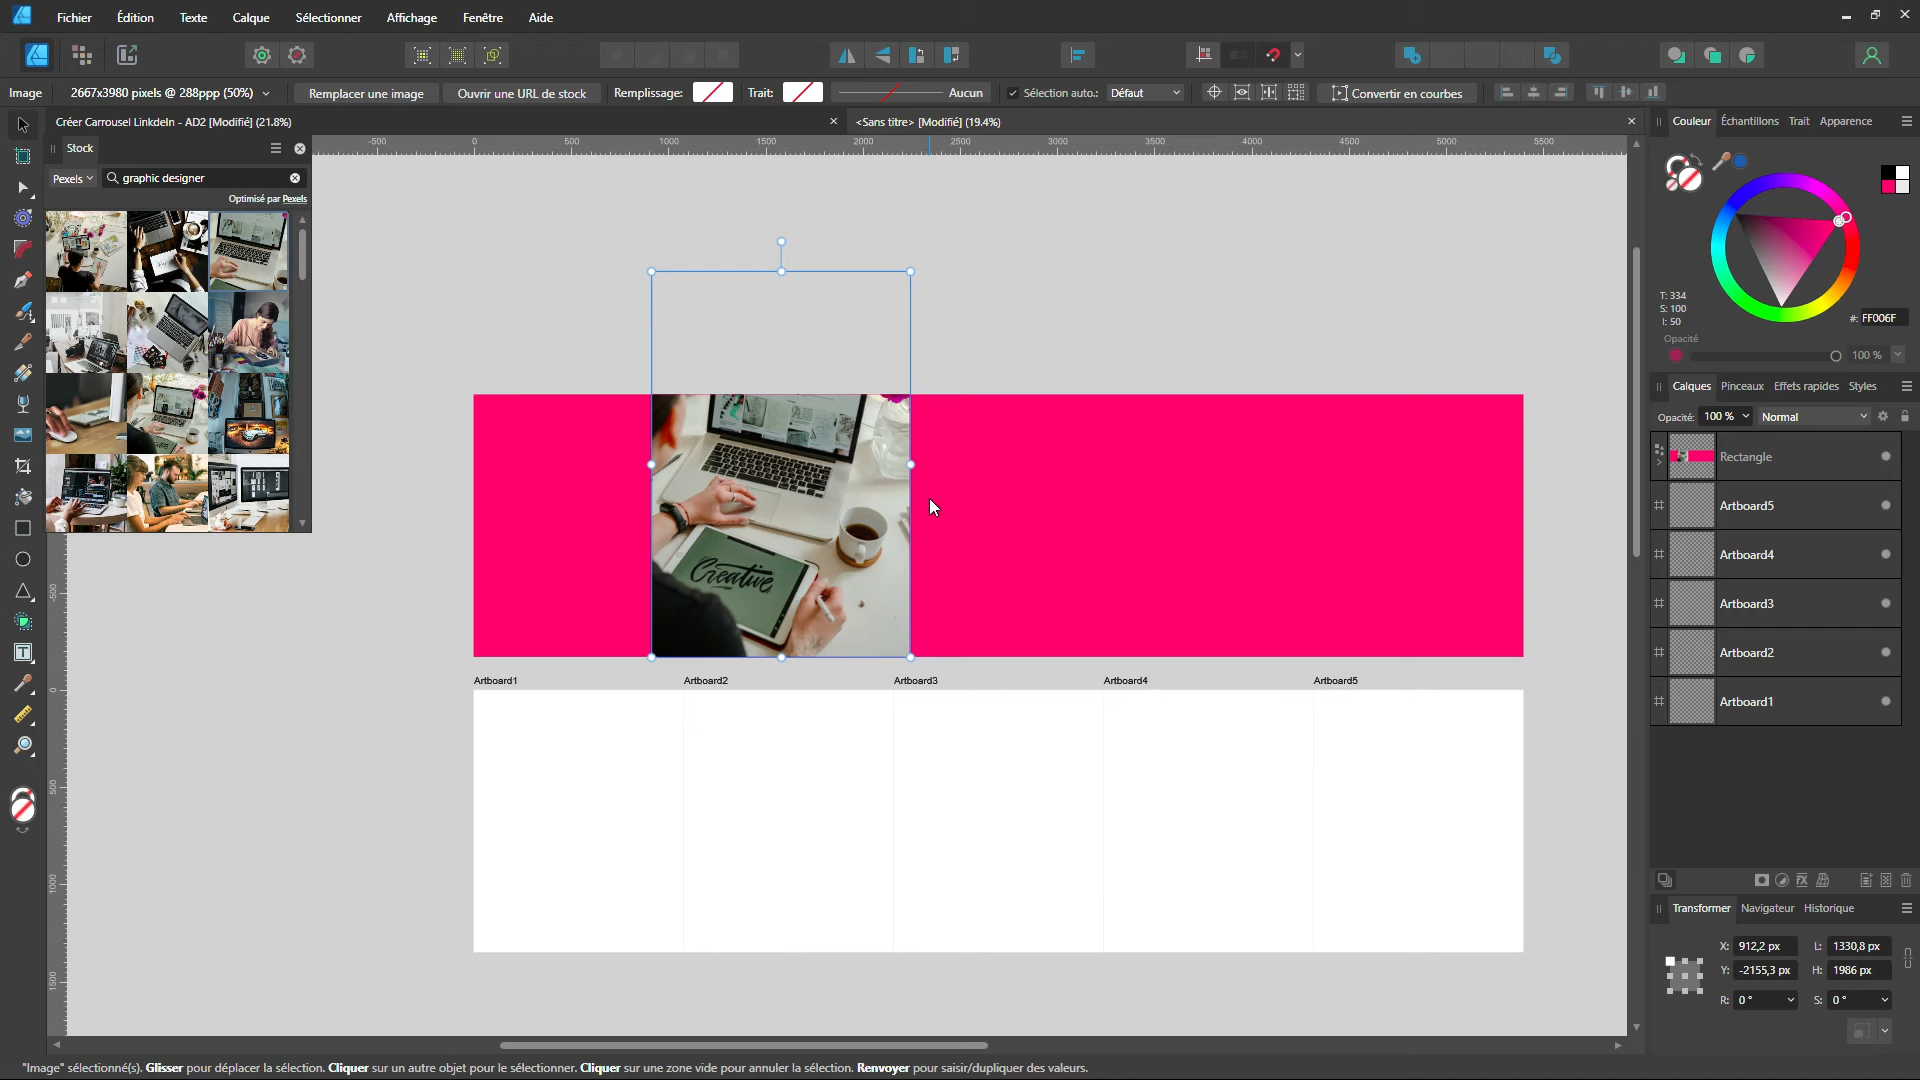 Fichier Édition Texte Calque Sélectionner Affichage Fenêtre Aide
Image 2667x3980 pixels @ 288ppp (50%) Remplacer une image Ouvrir une URL de stock Remplissage: Trait: Aucun Sélection auto.: Défaut Convertir en courbes
Créer Carrousel LinkdeIn - AD2 [Modifié] (21.8%)
<Sans titre> [Modifié] (19.4%)
Couleur Échantillons Trait Apparence
-500 0 500 1000 1500 2000 2500 3000 3500 4000 4500 5000 5500
Stock
Pexels graphic designer
Optimisé par Pexels
T: 334
S: 100
I: 50
#: FF006F
Opacité
100 %
Calques Pinceaux Effets rapides Styles
Opacité: 100 % Normal
Rectangle
Artboard5
Artboard4
Artboard3
Artboard2
Artboard1
Creative
-500
0
500
1000
1500
Artboard1 Artboard2 Artboard3 Artboard4 Artboard5
Transformer Navigateur Historique
X: 912,2 px L: 1330,8 px
Y: -2155,3 px H: 1986 px
R: 0 ° S: 0 °
"Image" sélectionné(s). Glisser pour déplacer la sélection. Cliquer sur un autre objet pour le sélectionner. Cliquer sur une zone vide pour annuler la sélection. Renvoyer pour saisir/dupliquer des valeurs.